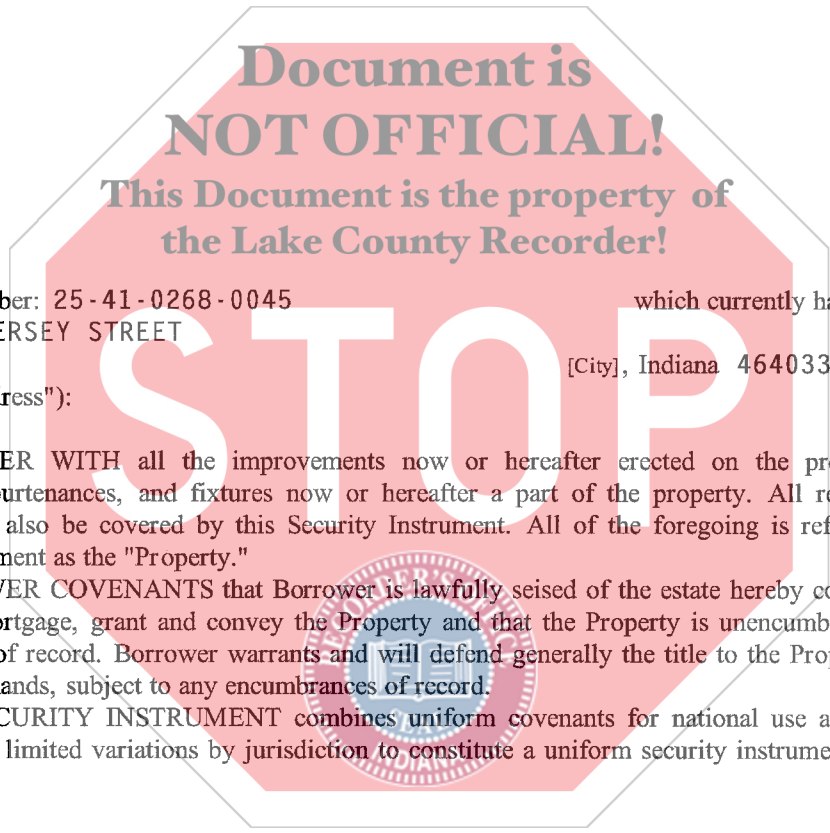 Document is
NOT OFFICIAL!
This Document is the property of
the Lake County Recorder!
ber: 25-41-0268-0045 which currently ha
ERSEY STREET
[City], Indiana 464033
ress"):
STOP
ER WITH all the improvements now or hereafter erected on the pro
urtenances, and fixtures now or hereafter a part of the property. All re
also be covered by this Security Instrument. All of the foregoing is ref
ment as the "Property."
VER COVENANTS that Borrower is lawfully seised of the estate hereby co
ortgage, grant and convey the Property and that the Property is unencumb
of record. Borrower warrants and will defend generally the title to the Prop
ands, subject to any encumbrances of record.
CURITY INSTRUMENT combines uniform covenants for national use a
limited variations by jurisdiction to constitute a uniform security instrume